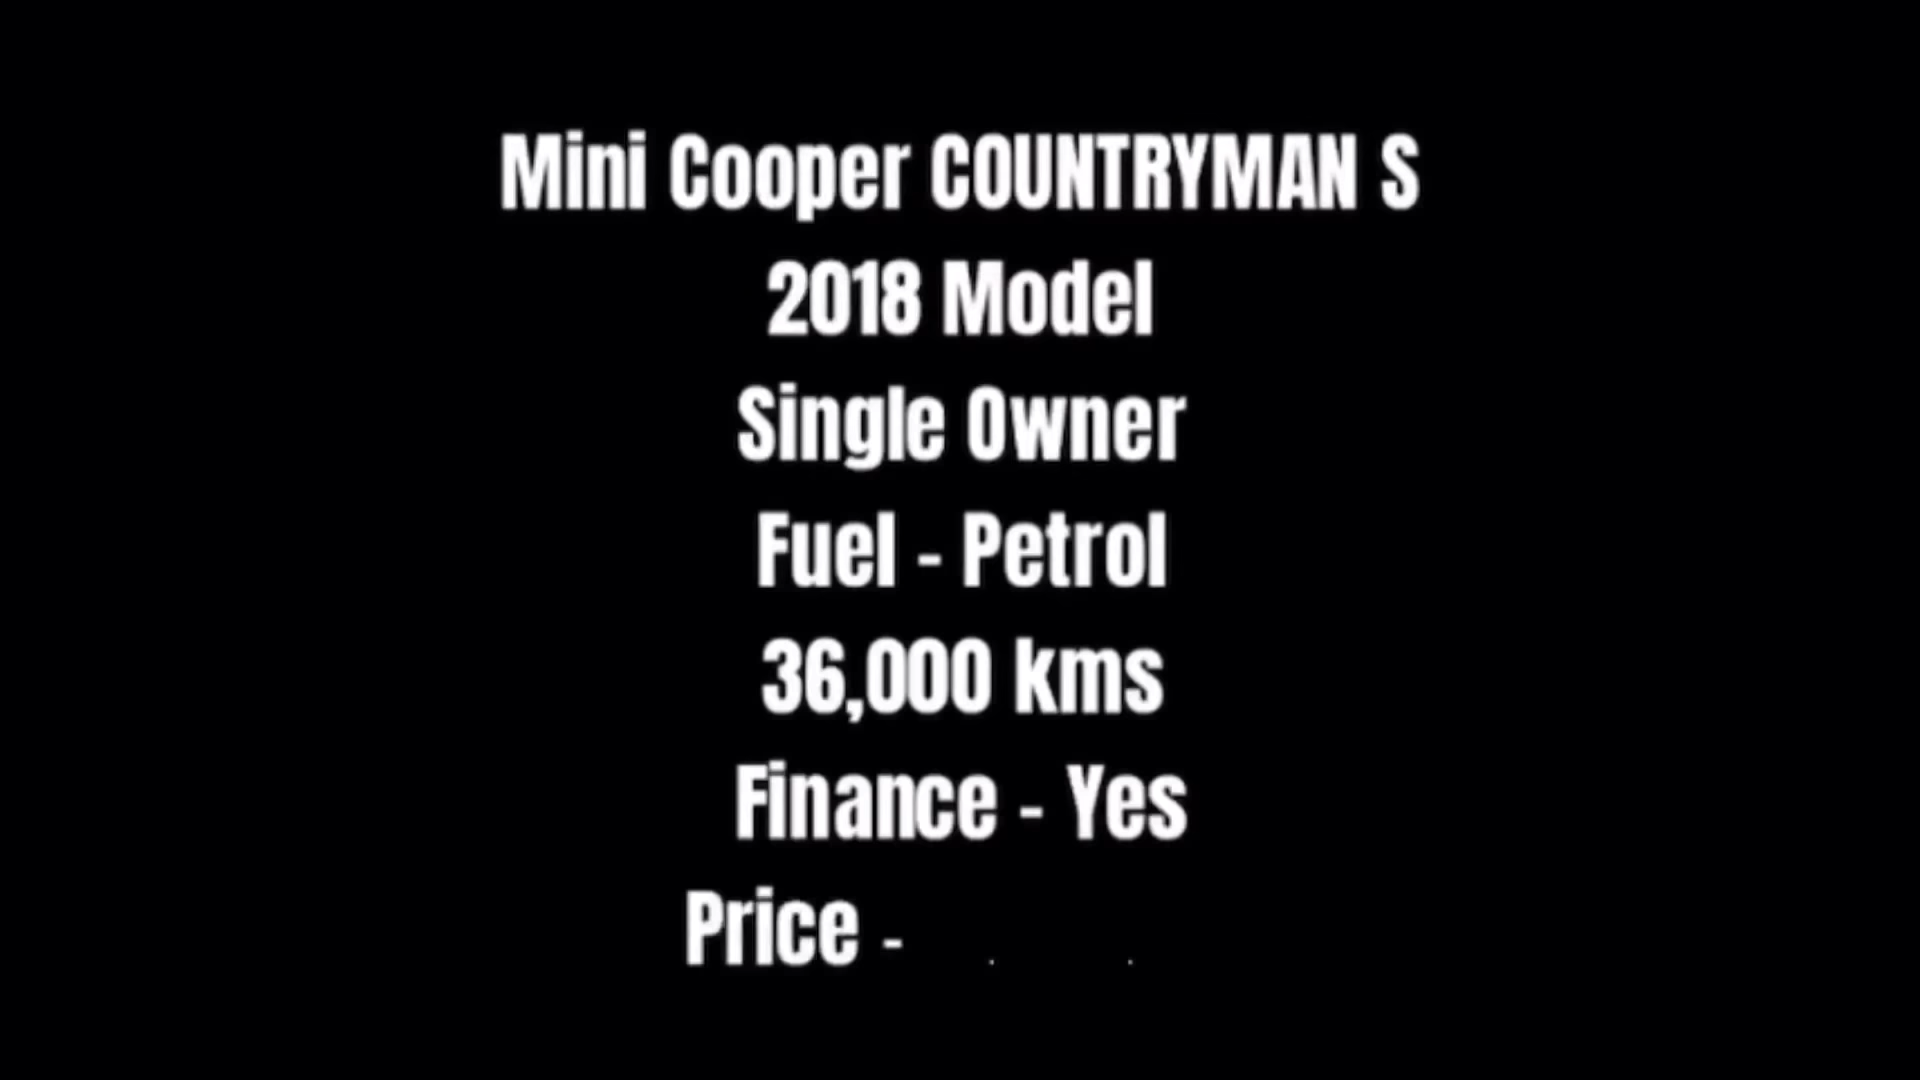 Mini Cooper COUNTRYMAN S
2018 Model
Single Owner
Fuel - Petrol
36,000 kms
Finance - Yes
Price -